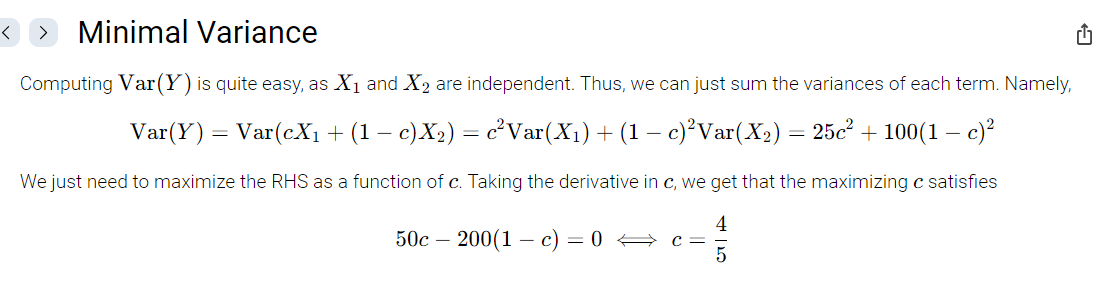 Minimal Variance
Computing Var(Y) is quite easy, as X₁ and X₂ are independent. Thus, we can just sum the variances of each term. Namely,
Var(Y) = Var(cX₁ + (1 − c)X₂) = c²Var(X₁) + (1 − c)²Var(X₂) = 25c² + 100(1 − c)²
We just need to maximize the RHS as a function of c. Taking the derivative in c, we get that the maximizing c satisfies
50c − 200(1 − c) = 0 ⟺ c = 4/5